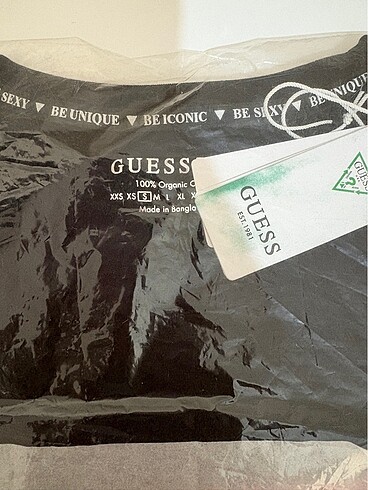 SEXY ▼ BE UNIQUE ▼ BE ICONIC ▼ BE SEXY ▼ BE UNIQUE
GUESS
100% Organic C
XXS XS S M L XL X
Made in Bangla
GUESS
EST. 1981
GUESS